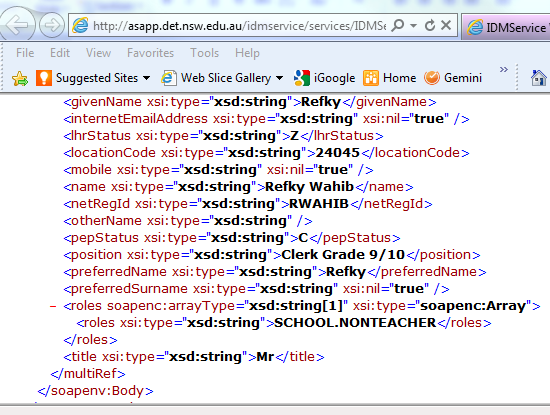 http://asapp.det.nsw.edu.au/idmservice/services/IDMSe
IDMService
File Edit View Favorites Tools Help
Suggested Sites Web Slice Gallery iGoogle Home Gemini »
<givenName xsi:type="xsd:string">Refky</givenName>
<internetEmailAddress xsi:type="xsd:string" xsi:nil="true" />
<lhrStatus xsi:type="xsd:string">Z</lhrStatus>
<locationCode xsi:type="xsd:string">24045</locationCode>
<mobile xsi:type="xsd:string" xsi:nil="true" />
<name xsi:type="xsd:string">Refky Wahib</name>
<netRegId xsi:type="xsd:string">RWAHIB</netRegId>
<otherName xsi:type="xsd:string" />
<pepStatus xsi:type="xsd:string">C</pepStatus>
<position xsi:type="xsd:string">Clerk Grade 9/10</position>
<preferredName xsi:type="xsd:string">Refky</preferredName>
<preferredSurname xsi:type="xsd:string" xsi:nil="true" />
- <roles soapenc:arrayType="xsd:string[1]" xsi:type="soapenc:Array">
<roles xsi:type="xsd:string">SCHOOL.NONTEACHER</roles>
</roles>
<title xsi:type="xsd:string">Mr</title>
</multiRef>
</soapenv:Body>